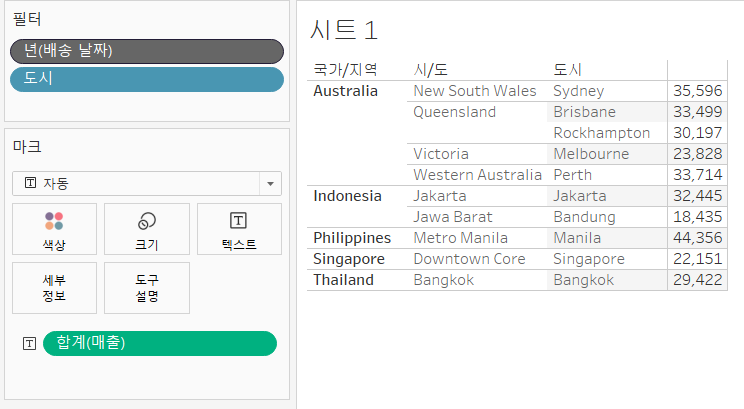 필터
년(배송 날짜)
도시
마크
자동
색상 크기 텍스트
세부 정보 도구 설명
합계(매출)
시트 1
국가/지역 시/도 도시
Australia New South Wales Sydney 35,596
Queensland Brisbane 33,499
Rockhampton 30,197
Victoria Melbourne 23,828
Western Australia Perth 33,714
Indonesia Jakarta Jakarta 32,445
Jawa Barat Bandung 18,435
Philippines Metro Manila Manila 44,356
Singapore Downtown Core Singapore 22,151
Thailand Bangkok Bangkok 29,422